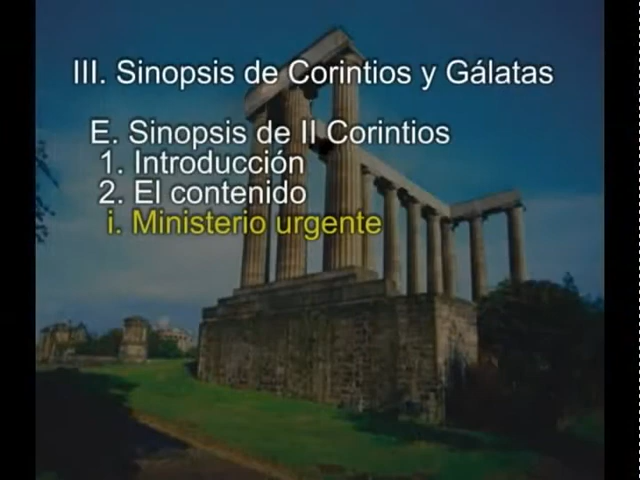 III. Sinopsis de Corintios y Gálatas
E. Sinopsis de II Corintios
1. Introducción
2. El contenido
i. Ministerio urgente